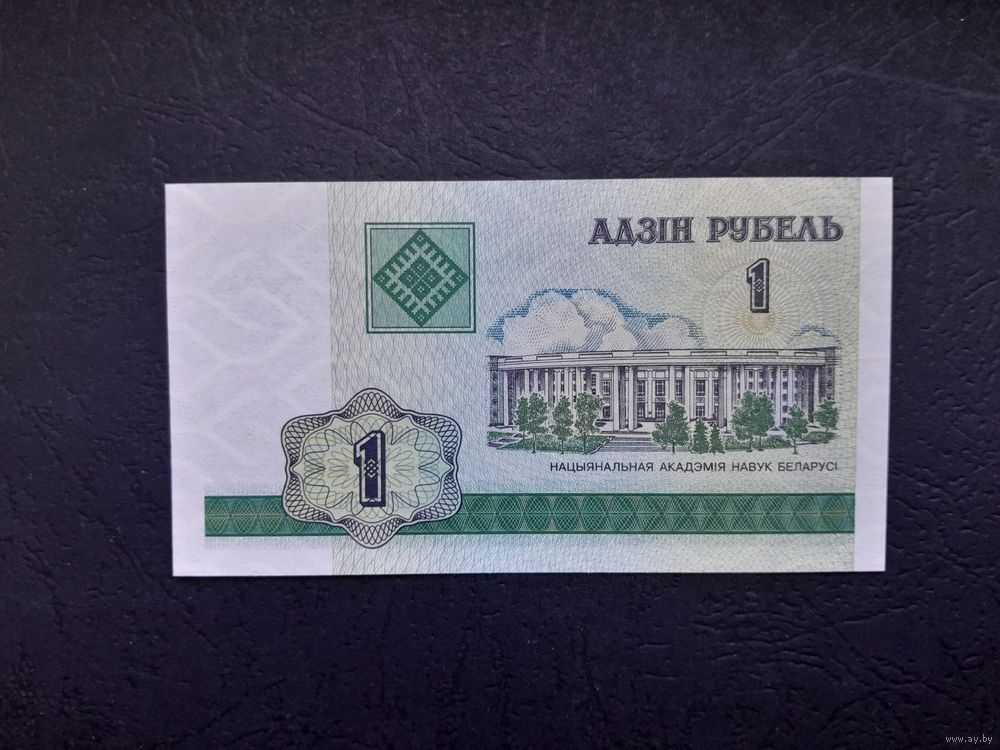 АДЗІН РУБЕЛЬ
1
НАЦЫЯНАЛЬНАЯ АКАДЭМІЯ НАВУК БЕЛАРУСІ
1
www.ay.by